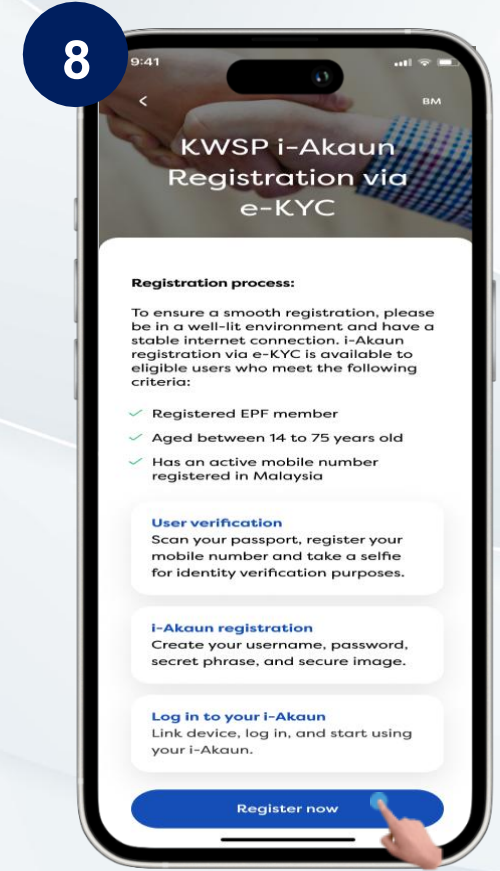 8
9:41
BM
KWSP i-Akaun
Registration via
e-KYC
Registration process:
To ensure a smooth registration, please
be in a well-lit environment and have a
stable internet connection. i-Akaun
registration via e-KYC is available to
eligible users who meet the following
criteria:
Registered EPF member
Aged between 14 to 75 years old
Has an active mobile number
registered in Malaysia
User verification
Scan your passport, register your
mobile number and take a selfie
for identity verification purposes.
i-Akaun registration
Create your username, password,
secret phrase, and secure image.
Log in to your i-Akaun
Link device, log in, and start using
your i-Akaun.
Register now